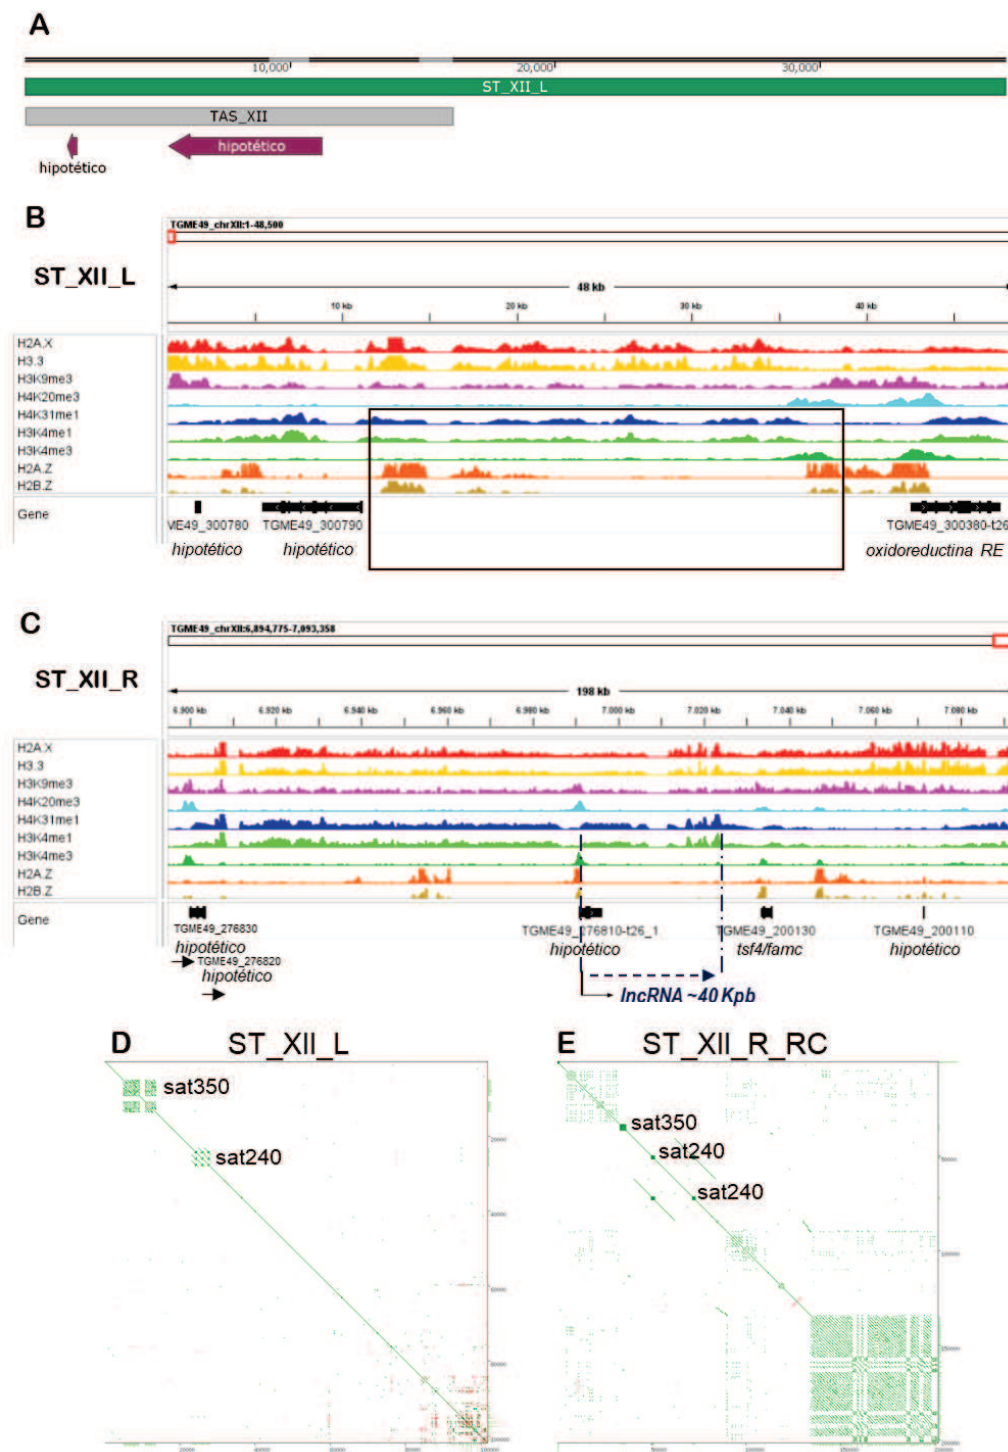 A
10,000
20,000
30,000
ST_XII_L
TAS_XII
hipotético
hipotético
B
TGME49_chrXII:1-48,500
ST_XII_L
48 kb
10 kb
20 kb
30 kb
40 kb
H2A.X
H3.3
H3K9me3
H4K20me3
H4K31me1
H3K4me1
H3K4me3
H2A.Z
H2B.Z
Gene
ME49_300780
TGME49_300790
TGME49_300380-t26
hipotético
hipotético
oxidoreductina RE
C
TGME49_chrXII:6,894,775-7,093,358
ST_XII_R
198 kb
6.900 kb
6.920 kb
6.940 kb
6.960 kb
6.980 kb
7.000 kb
7.020 kb
7.040 kb
7.060 kb
7.080 kb
H2A.X
H3.3
H3K9me3
H4K20me3
H4K31me1
H3K4me1
H3K4me3
H2A.Z
H2B.Z
Gene
TGME49_276830
TGME49_276810-t26_1
TGME49_200130
TGME49_200110
hipotético
hipotético
tsf4/famc
hipotético
TGME49_276820
hipotético
lncRNA ~40 Kpb
D
ST_XII_L
E
ST_XII_R_RC
sat350
sat240
sat350
sat240
sat240